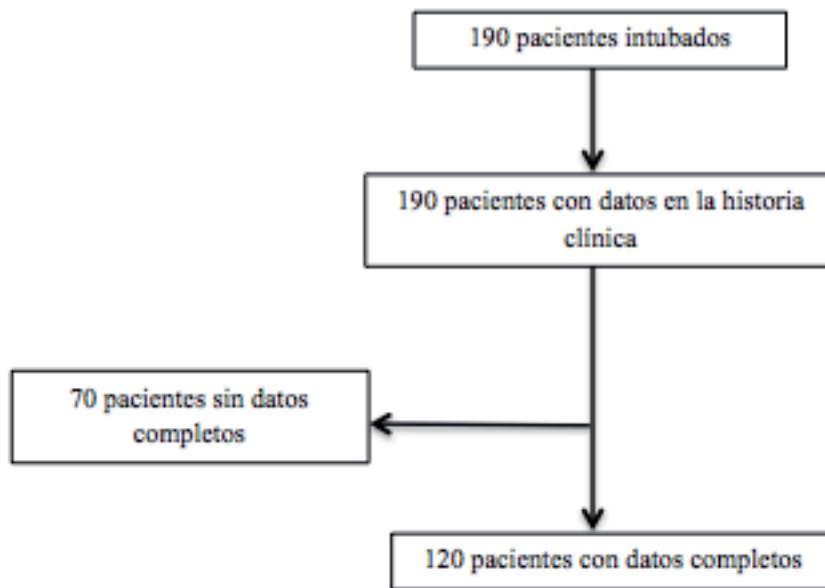 190 pacientes intubados
190 pacientes con datos en la historia
clínica
70 pacientes sin datos
completos
120 pacientes con datos completos